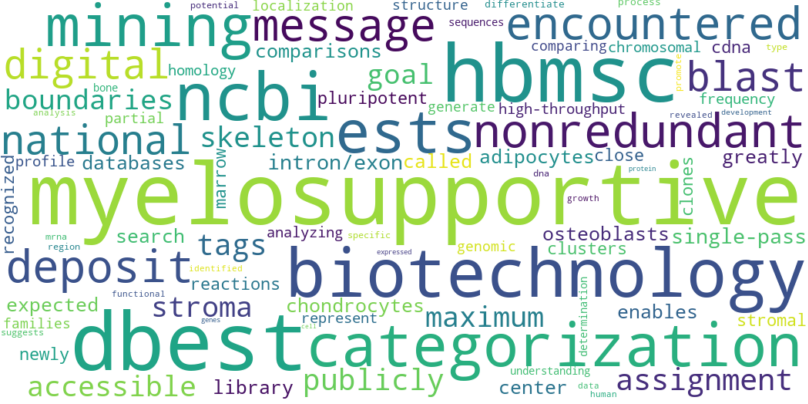 potential localization structure differentiate process
mining message sequences encountered
comparisons comparing chromosomal cdna type
digital homology goal hbmsc promote blast
ncbi pluripotent
boundaries bone generate high-throughput frequency
analysis partial revealed development
national skeleton ests nonredundant
recognized profile databases marrow intron/exon called adipocytes close clones greatly
dna protein
myelosupportive
growth
mrna search tags analyzing specific osteoblasts single-pass
region expressed genomic clusters
deposit identified reactions biotechnology
functional stroma
expected chondrocytes determination enables
families represent maximum stromal
genes cell
suggests dbest categorization
newly understanding
accessible library publicly center data assignment
human